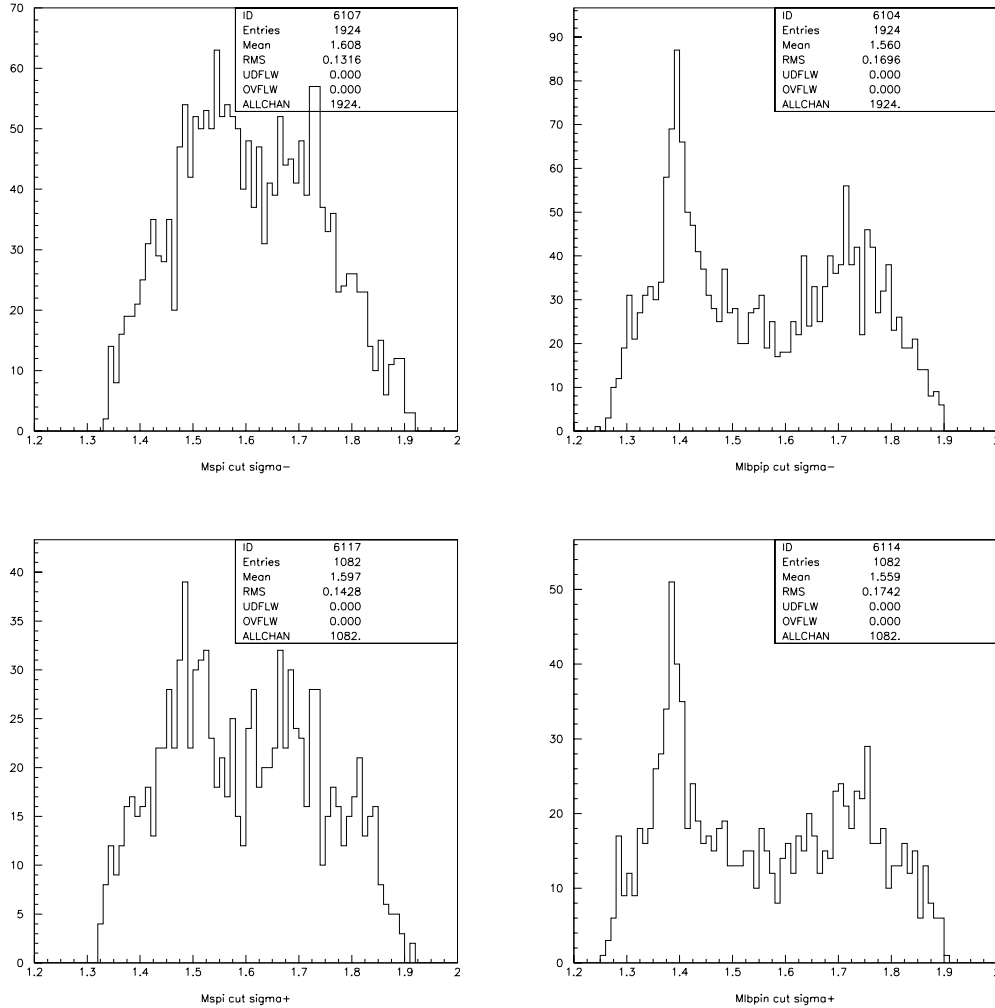 ID 6107
Entries 1924
Mean 1.608
RMS 0.1316
UDFLW 0.000
OVFLW 0.000
ALLCHAN 1924.
70
60
50
40
30
20
10
0
1.2 1.3 1.4 1.5 1.6 1.7 1.8 1.9 2
Mspi cut sigma−
ID 6104
Entries 1924
Mean 1.560
RMS 0.1696
UDFLW 0.000
OVFLW 0.000
ALLCHAN 1924.
90
80
70
60
50
40
30
20
10
0
1.2 1.3 1.4 1.5 1.6 1.7 1.8 1.9
Mlbpip cut sigma−
ID 6117
Entries 1082
Mean 1.597
RMS 0.1428
UDFLW 0.000
OVFLW 0.000
ALLCHAN 1082.
40
35
30
25
20
15
10
5
0
1.2 1.3 1.4 1.5 1.6 1.7 1.8 1.9 2
Mspi cut sigma+
ID 6114
Entries 1082
Mean 1.559
RMS 0.1742
UDFLW 0.000
OVFLW 0.000
ALLCHAN 1082.
50
40
30
20
10
0
1.2 1.3 1.4 1.5 1.6 1.7 1.8 1.9
Mlbpin cut sigma+